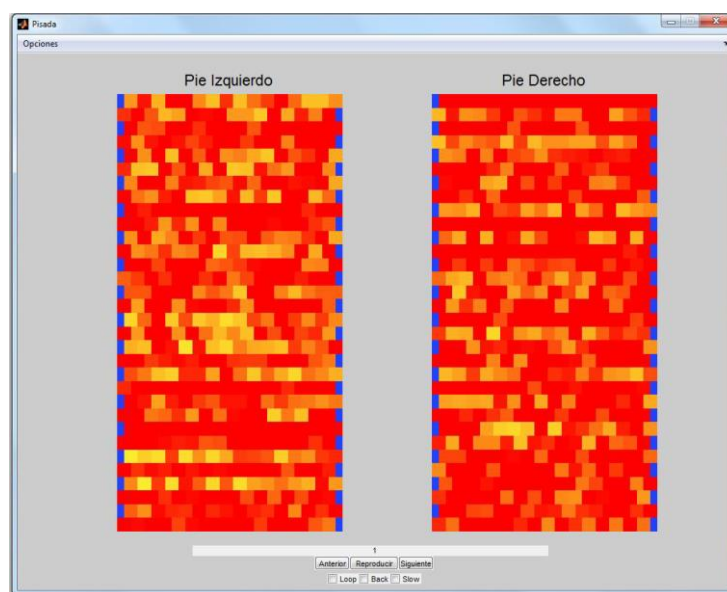 Pisada
Opciones
Pie Izquierdo
Pie Derecho
1
Anterior Reproducir Siguiente
Loop Back Slow